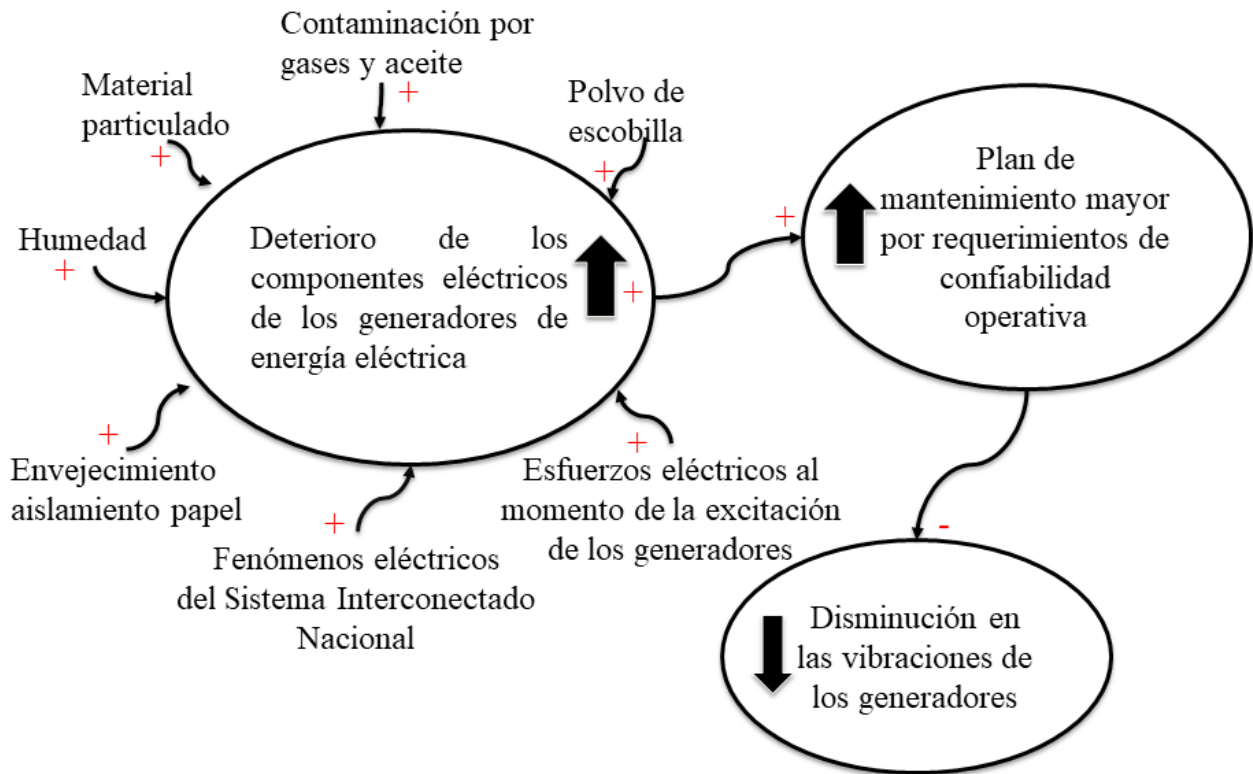 Contaminación por
gases y aceite
+
Material
particulado
+
Polvo de
escobilla
+
Humedad
+
Deterioro de los
componentes eléctricos
de los generadores de
energía eléctrica
+
+
Plan de
mantenimiento mayor
por requerimientos de
confiabilidad
operativa
+
Envejecimiento
aislamiento papel
+
Fenómenos eléctricos
del Sistema Interconectado
Nacional
+
Esfuerzos eléctricos al
momento de la excitación
de los generadores
-
Disminución en
las vibraciones de
los generadores